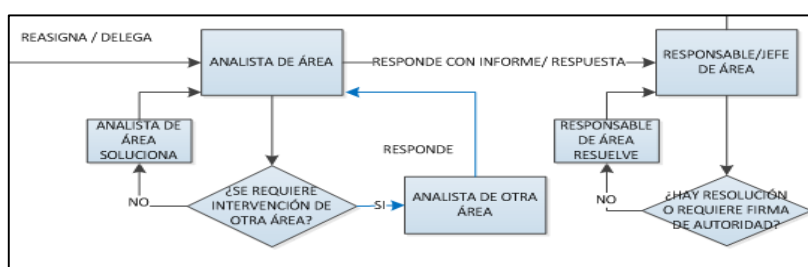 REASIGNA / DELEGA
ANALISTA DE ÁREA
RESPONDE CON INFORME/ RESPUESTA
RESPONSABLE/JEFE
DE ÁREA
ANALISTA DE
ÁREA
SOLUCIONA
RESPONDE
RESPONSABLE
DE ÁREA
RESUELVE
NO
¿SE REQUIERE
INTERVENCIÓN DE
OTRA ÁREA?
SI
ANALISTA DE OTRA
ÁREA
NO
¿HAY RESOLUCIÓN
O REQUIERE FIRMA
DE AUTORIDAD?